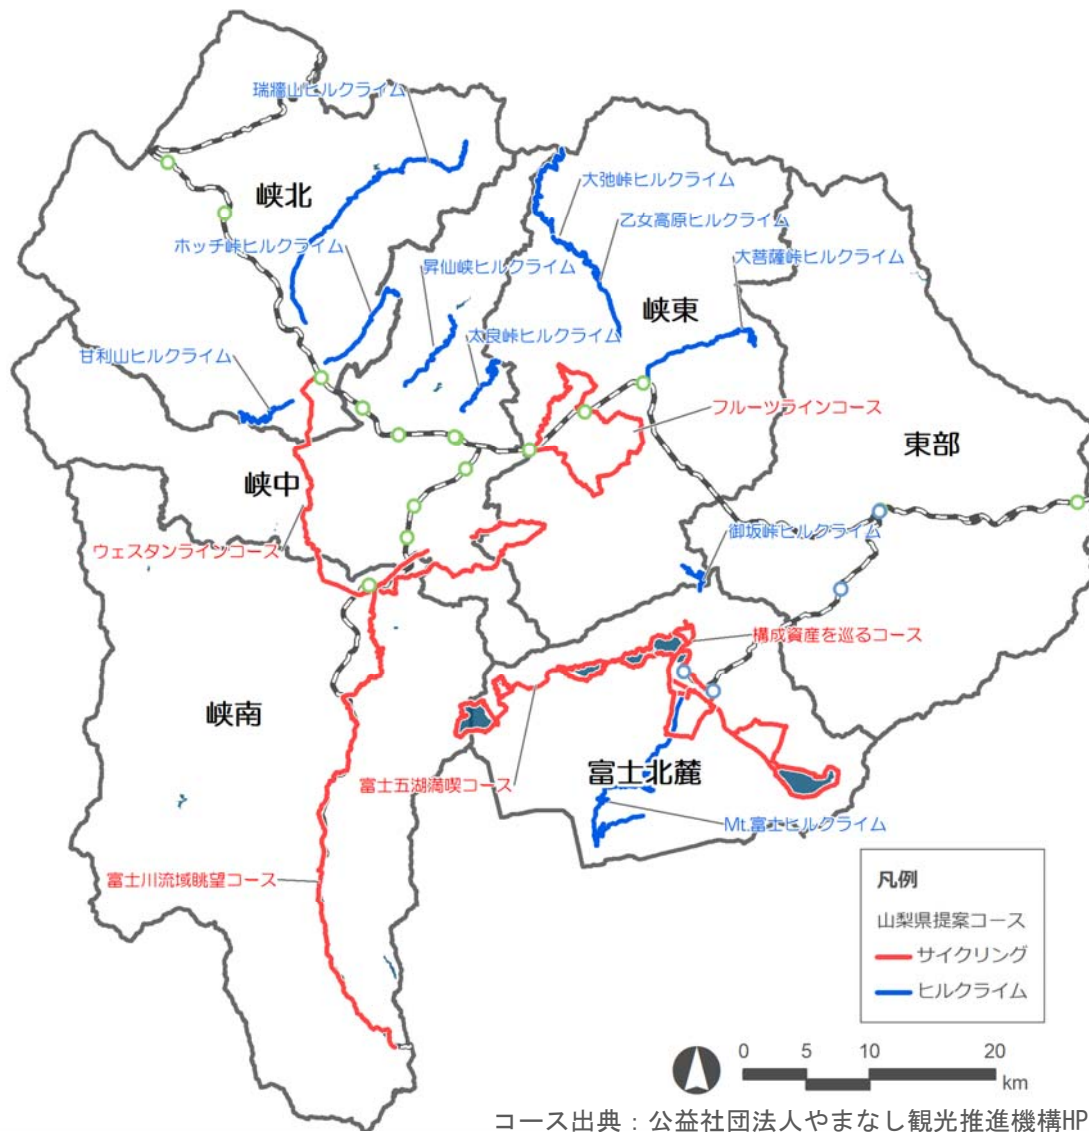 瑞牆山ヒルクライム
大弛峠ヒルクライム
峡北
乙女高原ヒルクライム
ホッチ峠ヒルクライム
昇仙峡ヒルクライム
大菩薩峠ヒルクライム
峡東
太良峠ヒルクライム
甘利山ヒルクライム
フルーツラインコース
東部
峡中
御坂峠ヒルクライム
ウェスタンラインコース
構成資産を巡るコース
峡南
富士北麓
富士五湖満喫コース
Mt.富士ヒルクライム
富士川流域眺望コース
凡例
山梨県提案コース
サイクリング
ヒルクライム
0 5 10 20
km
コース出典:公益社団法人やまなし観光推進機構HP